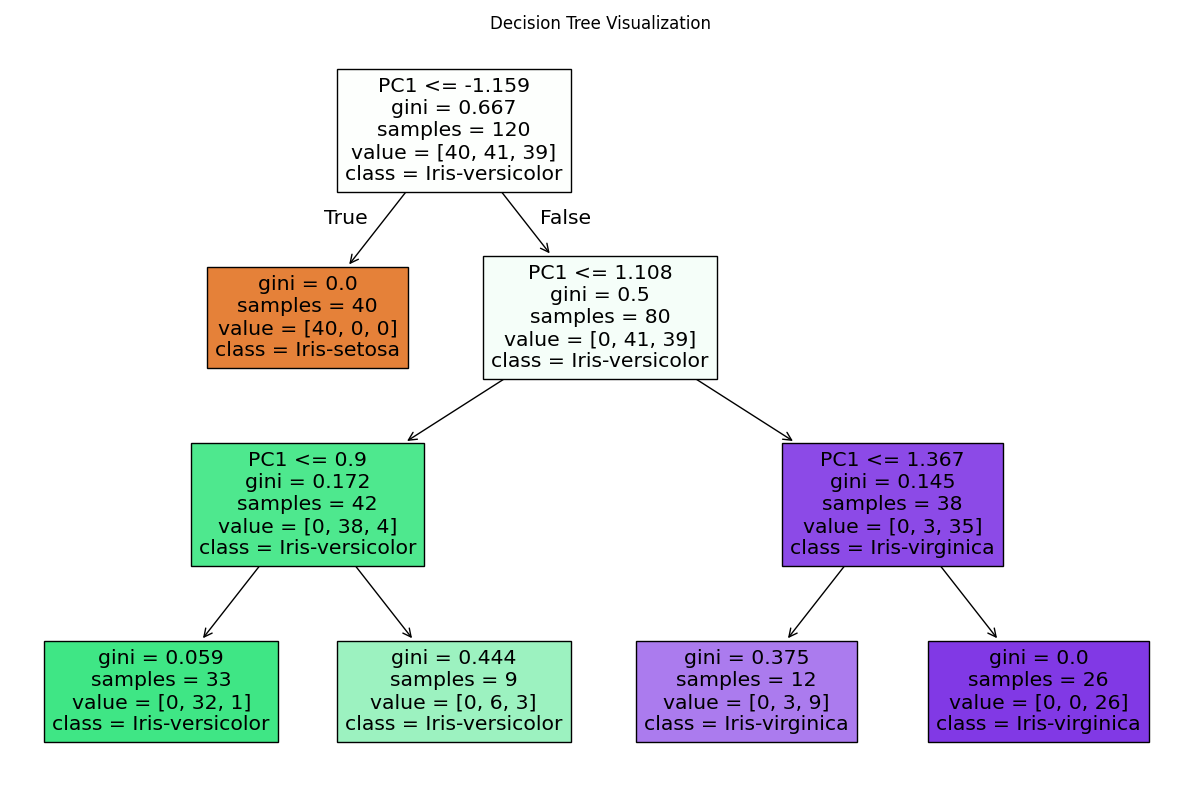 Decision Tree Visualization
PC1 <= -1.159
gini = 0.667
samples = 120
value = [40, 41, 39]
class = Iris-versicolor
True
False
gini = 0.0
samples = 40
value = [40, 0, 0]
class = Iris-setosa
PC1 <= 1.108
gini = 0.5
samples = 80
value = [0, 41, 39]
class = Iris-versicolor
PC1 <= 0.9
gini = 0.172
samples = 42
value = [0, 38, 4]
class = Iris-versicolor
PC1 <= 1.367
gini = 0.145
samples = 38
value = [0, 3, 35]
class = Iris-virginica
gini = 0.059
samples = 33
value = [0, 32, 1]
class = Iris-versicolor
gini = 0.444
samples = 9
value = [0, 6, 3]
class = Iris-versicolor
gini = 0.375
samples = 12
value = [0, 3, 9]
class = Iris-virginica
gini = 0.0
samples = 26
value = [0, 0, 26]
class = Iris-virginica